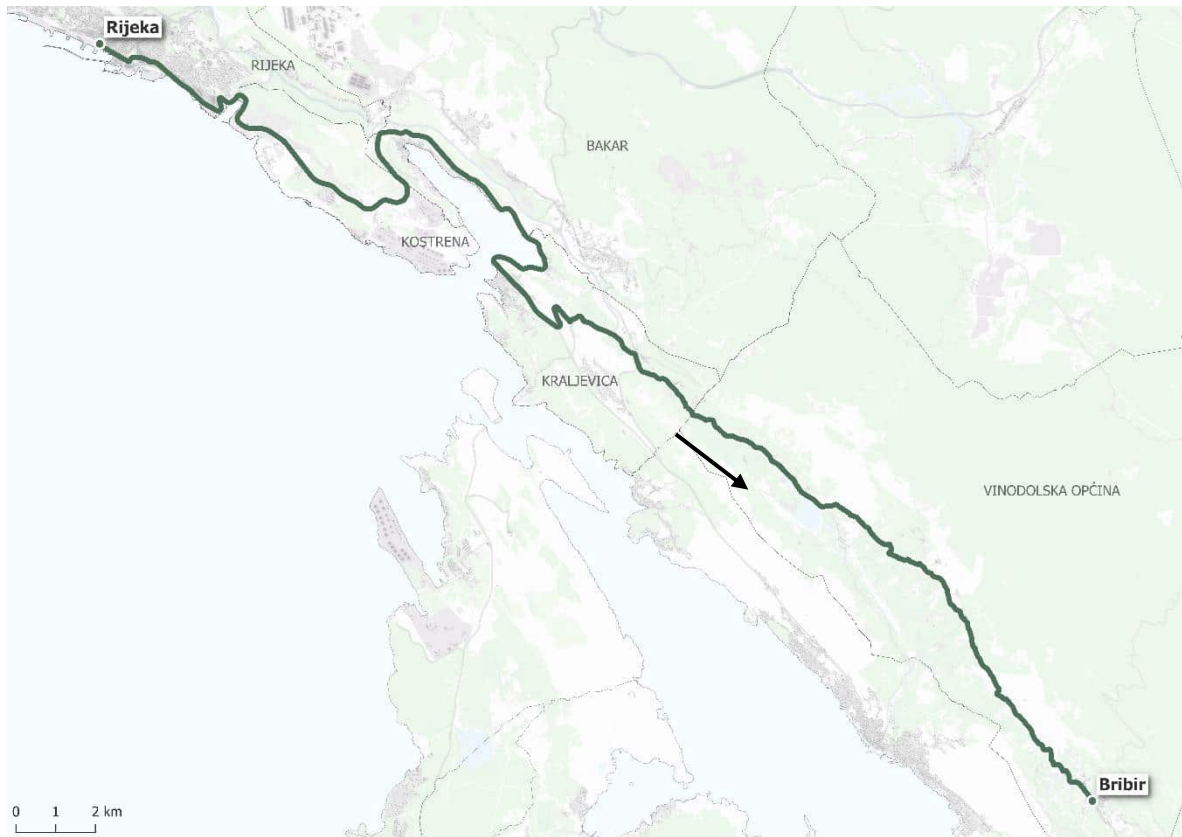 Rijeka
RIJEKA
BAKAR
KOSTRENA
KRALJEVICA
VINODOLSKA OPĆINA
Bribir
0 1 2 km